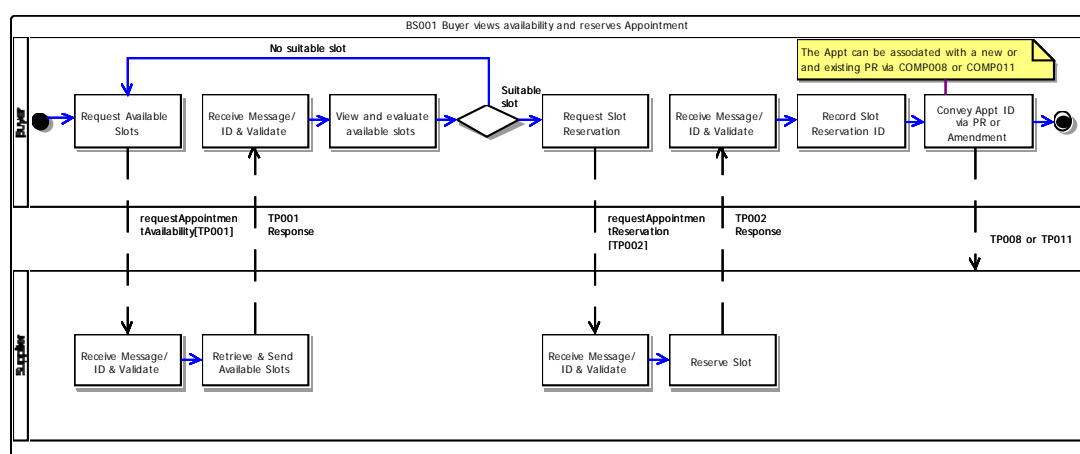 BS001 Buyer views availability and reserves Appointment
No suitable slot
The Appt can be associated with a new or
and existing PR via COMP008 or COMP011
Buyer
Request Available
Slots
Receive Message/
ID & Validate
View and evaluate
available slots
Suitable
slot
Request Slot
Reservation
Receive Message/
ID & Validate
Record Slot
Reservation ID
Convey Appt ID
via PR or
Amendment
requestAppointmen
tAvailability[TP001]
TP001
Response
requestAppointmen
tReservation
[TP002]
TP002
Response
TP008 or TP011
Supplier
Receive Message/
ID & Validate
Retrieve & Send
Available Slots
Receive Message/
ID & Validate
Reserve Slot